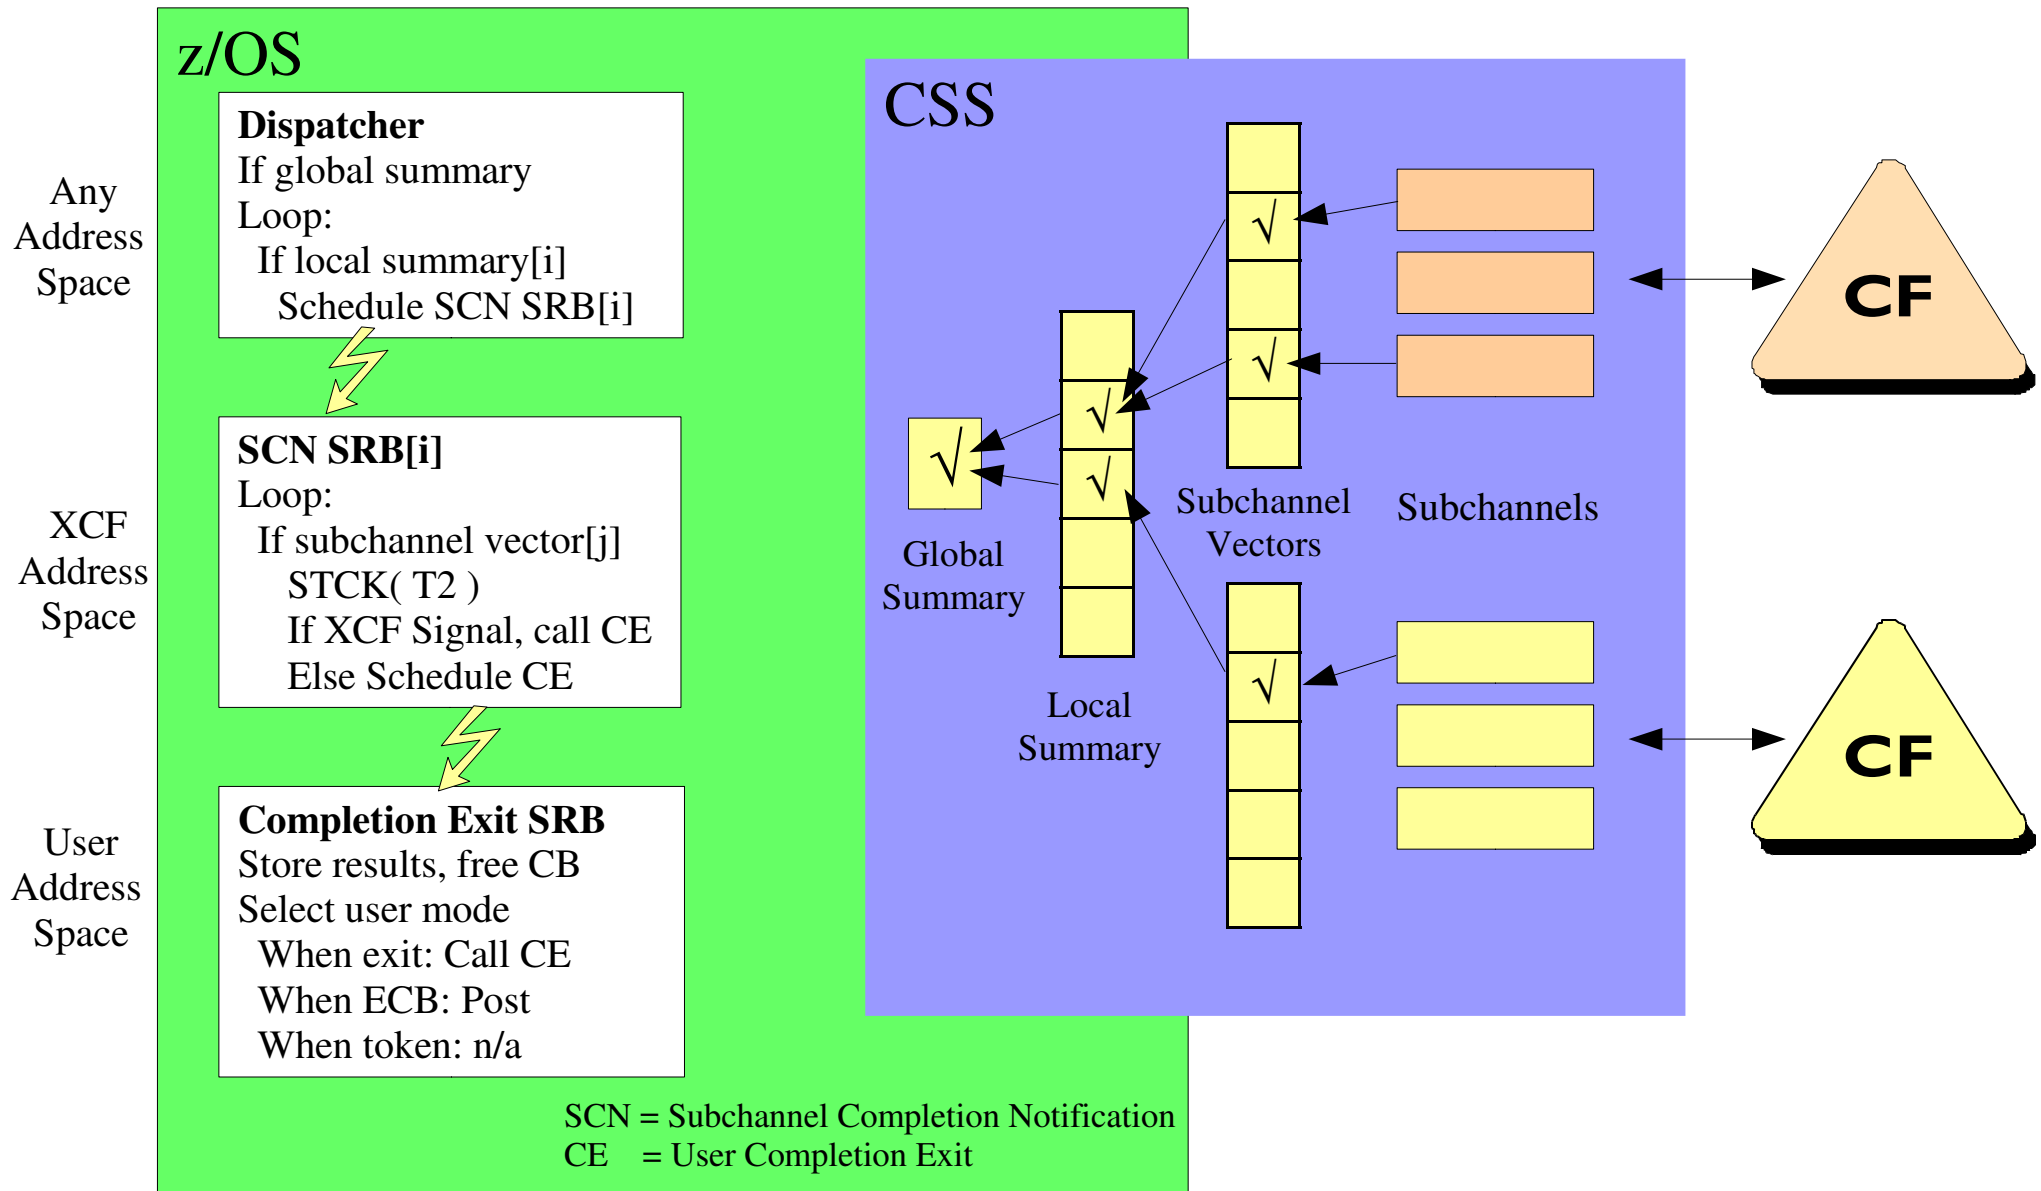 z/OS
Any
Address
Space
Dispatcher
If global summary
Loop:
If local summary[i]
Schedule SCN SRB[i]
XCF
Address
Space
SCN SRB[i]
Loop:
If subchannel vector[j]
STCK( T2 )
If XCF Signal, call CE
Else Schedule CE
User
Address
Space
Completion Exit SRB
Store results, free CB
Select user mode
When exit: Call CE
When ECB: Post
When token: n/a
SCN = Subchannel Completion Notification
CE = User Completion Exit
CSS
√
Global
Summary
√
√
Local
Summary
√
√
Subchannel
Vectors
√
Subchannels
CF
CF